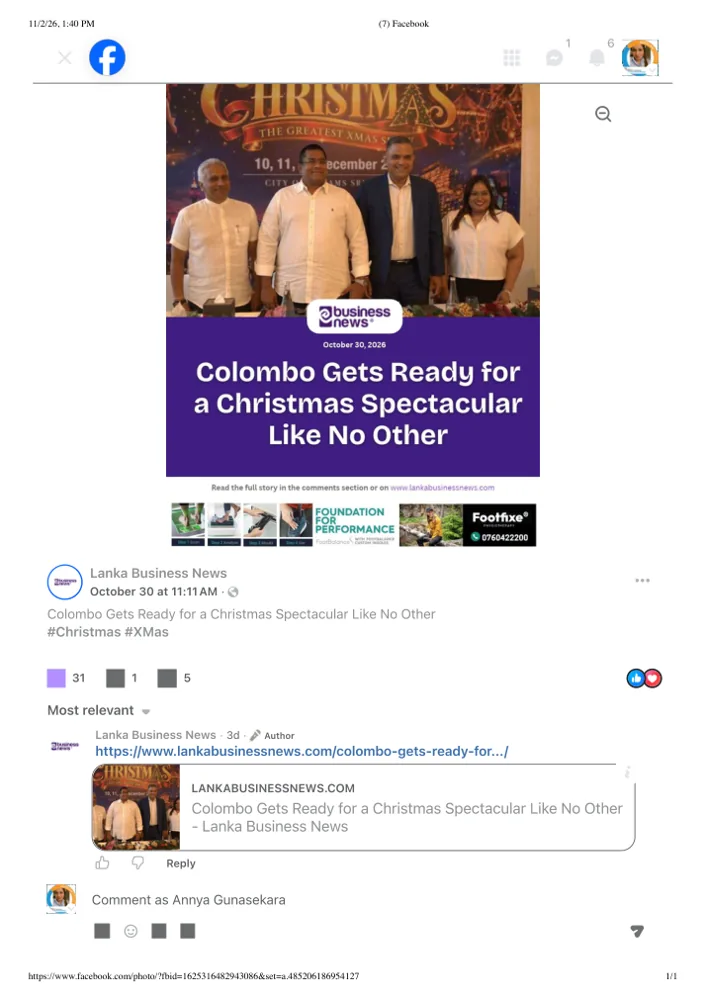 11/2/26, 1:40 PM
(7) Facebook
1
6
CHRISTMAS
THE GREATEST XMAS
10, 11,
ecember 2
CITY O
MS
business
news®
October 30, 2026
Colombo Gets Ready for
a Christmas Spectacular
Like No Other
Read the full story in the comments section or on www.lankabusinessnews.com
FOUNDATION
FOR
PERFORMANCE
Footfixe®
0760422200
Lanka Business News
October 30 at 11:11 AM ·
Colombo Gets Ready for a Christmas Spectacular Like No Other
#Christmas #XMas
31
1
5
Most relevant
Lanka Business News · 3d · Author
https://www.lankabusinessnews.com/colombo-gets-ready-for.../
LANKABUSINESSNEWS.COM
Colombo Gets Ready for a Christmas Spectacular Like No Other
- Lanka Business News
Reply
Comment as Annya Gunasekara
https://www.facebook.com/photo/?fbid=1625316482943086&set=a.485206186954127
1/1